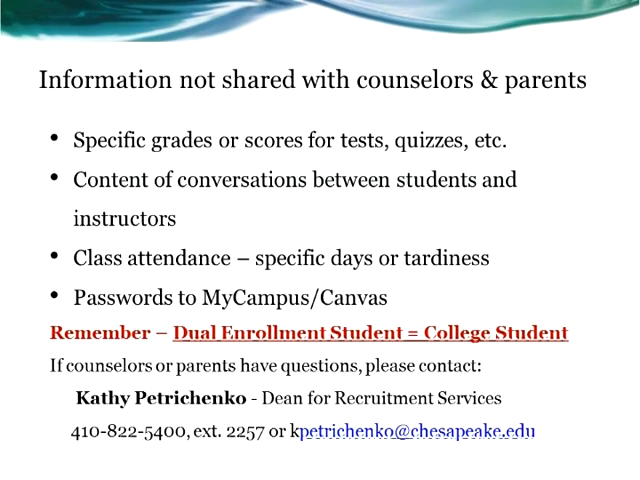 Information not shared with counselors & parents
• Specific grades or scores for tests, quizzes, etc.
• Content of conversations between students and
instructors
• Class attendance – specific days or tardiness
• Passwords to MyCampus/Canvas
Remember – Dual Enrollment Student = College Student
If counselors or parents have questions, please contact:
Kathy Petrichenko - Dean for Recruitment Services
410-822-5400, ext. 2257 or kpetrichenko@chesapeake.edu